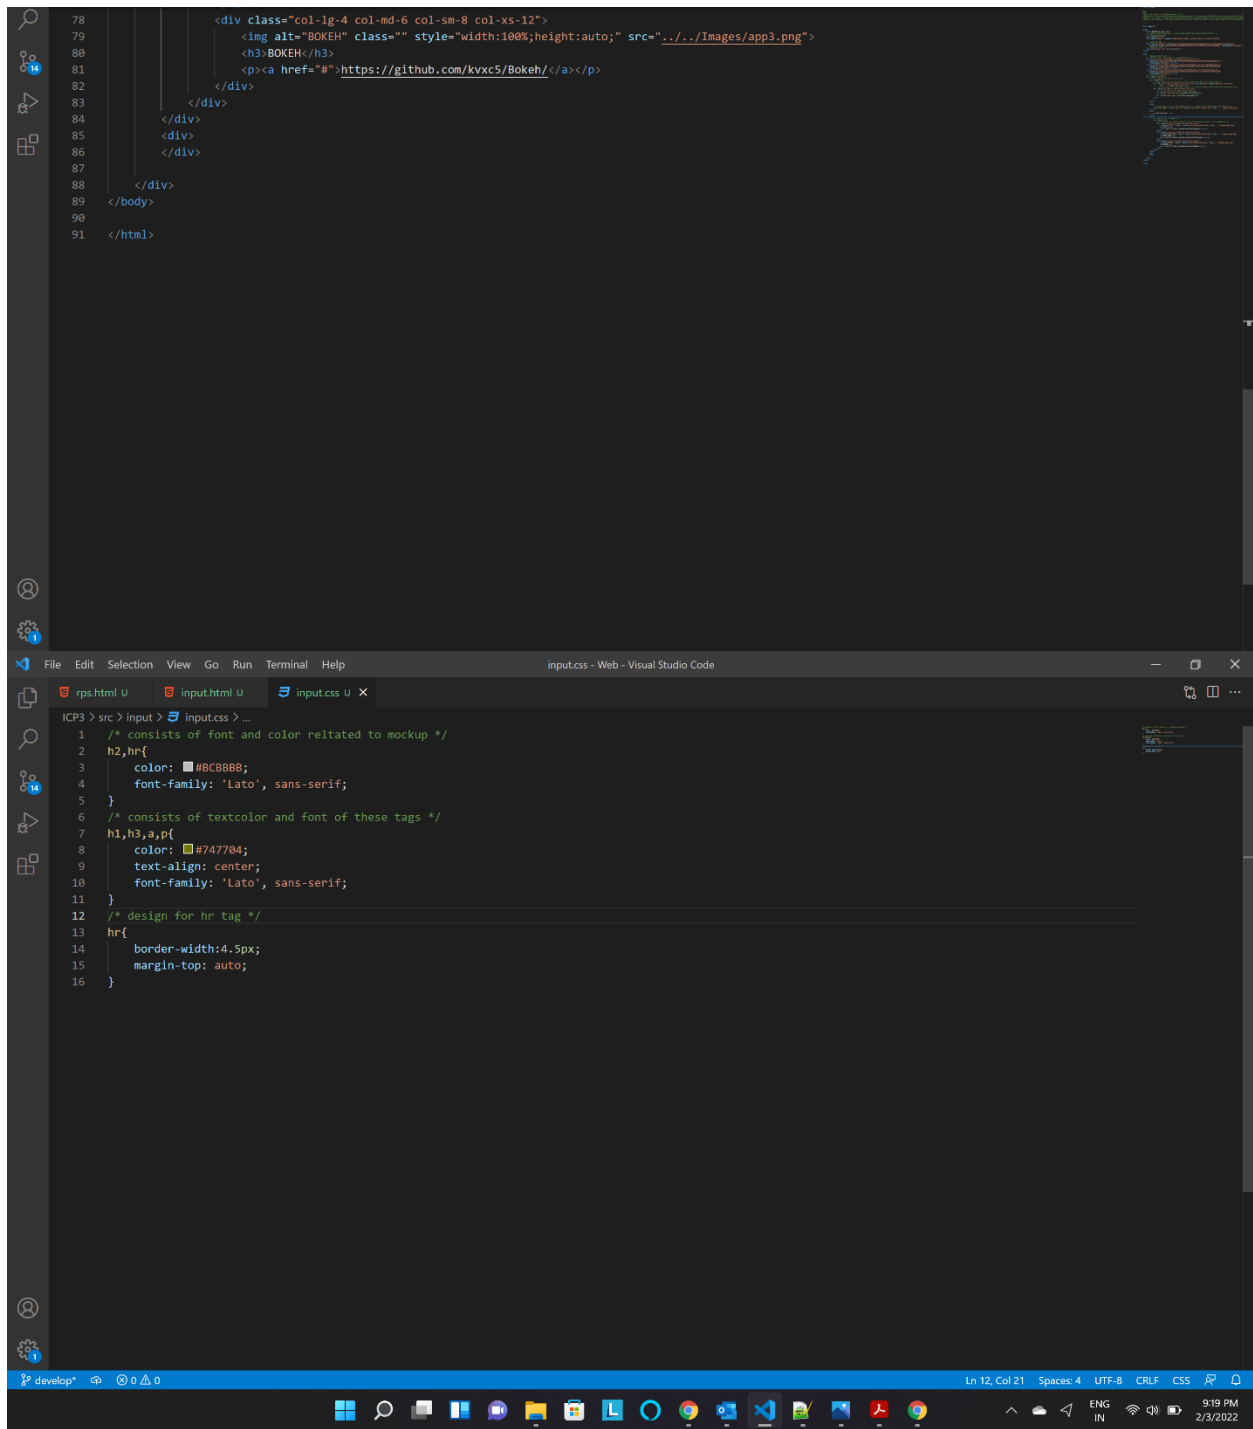 78 <div class="col-lg-4 col-md-6 col-sm-8 col-xs-12">
79 <img alt="BOKEH" class="" style="width:100%;height:auto;" src="../../Images/app3.png">
80 <h3>BOKEH</h3>
81 <p><a href="#">https://github.com/kvxc5/Bokeh/</a></p>
82 </div>
83 </div>
84 </div>
85 <div>
86 </div>
87
88 </div>
89 </body>
90
91 </html>
14
1
File Edit Selection View Go Run Terminal Help input.css - Web - Visual Studio Code
rps.html U input.html U input.css U
ICP3 > src > input > input.css > ...
1 /* consists of font and color reltated to mockup */
2 h2,hr{
3 color: #BCBBBB;
4 font-family: 'Lato', sans-serif;
5 }
6 /* consists of textcolor and font of these tags */
7 h1,h3,a,p{
8 color: #747704;
9 text-align: center;
10 font-family: 'Lato', sans-serif;
11 }
12 /* design for hr tag */
13 hr{
14 border-width:4.5px;
15 margin-top: auto;
16 }
14
1
develop* 0 0 Ln 12, Col 21 Spaces: 4 UTF-8 CRLF CSS
L ENG 9:19 PM
IN 2/3/2022